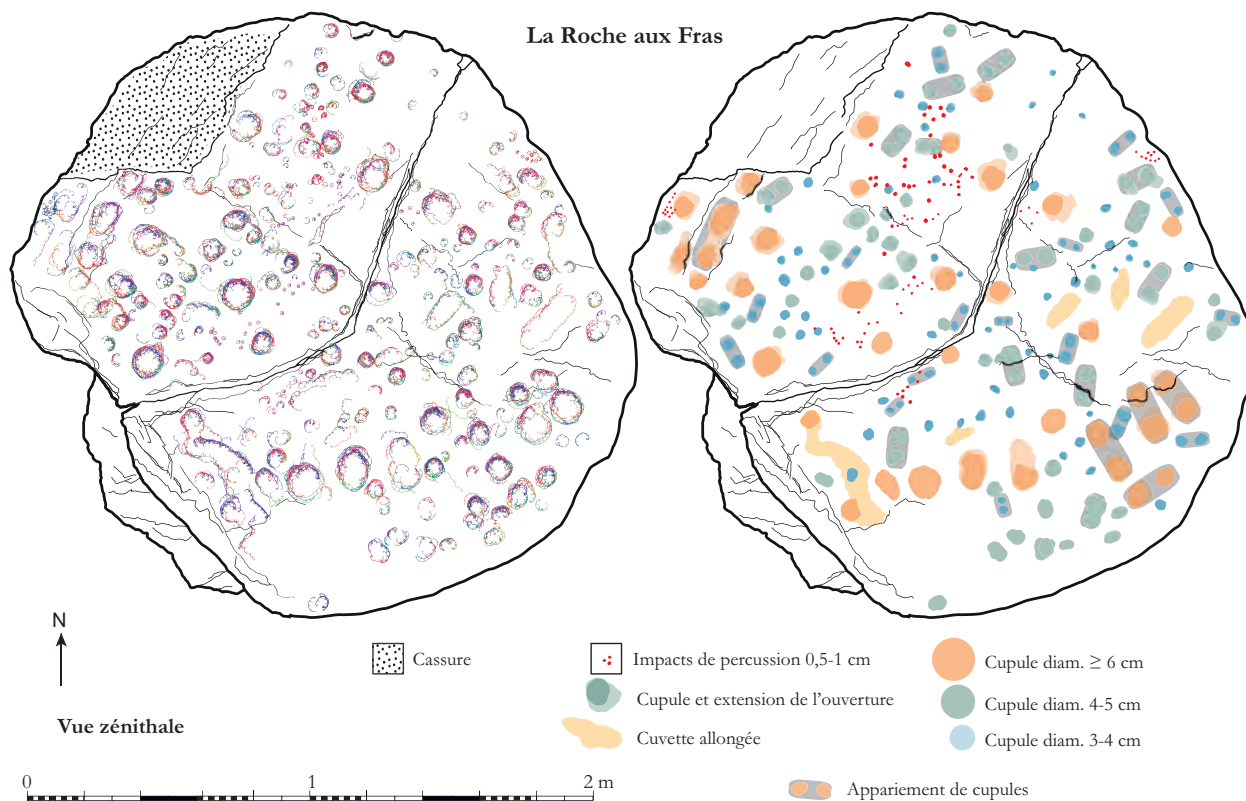 La Roche aux Fras
N
Cassure
Impacts de percussion 0,5-1 cm
Cupule diam. ≥ 6 cm
Cupule et extension de l'ouverture
Cupule diam. 4-5 cm
Vue zénithale
Cuvette allongée
Cupule diam. 3-4 cm
0 1 2 m
Appariement de cupules